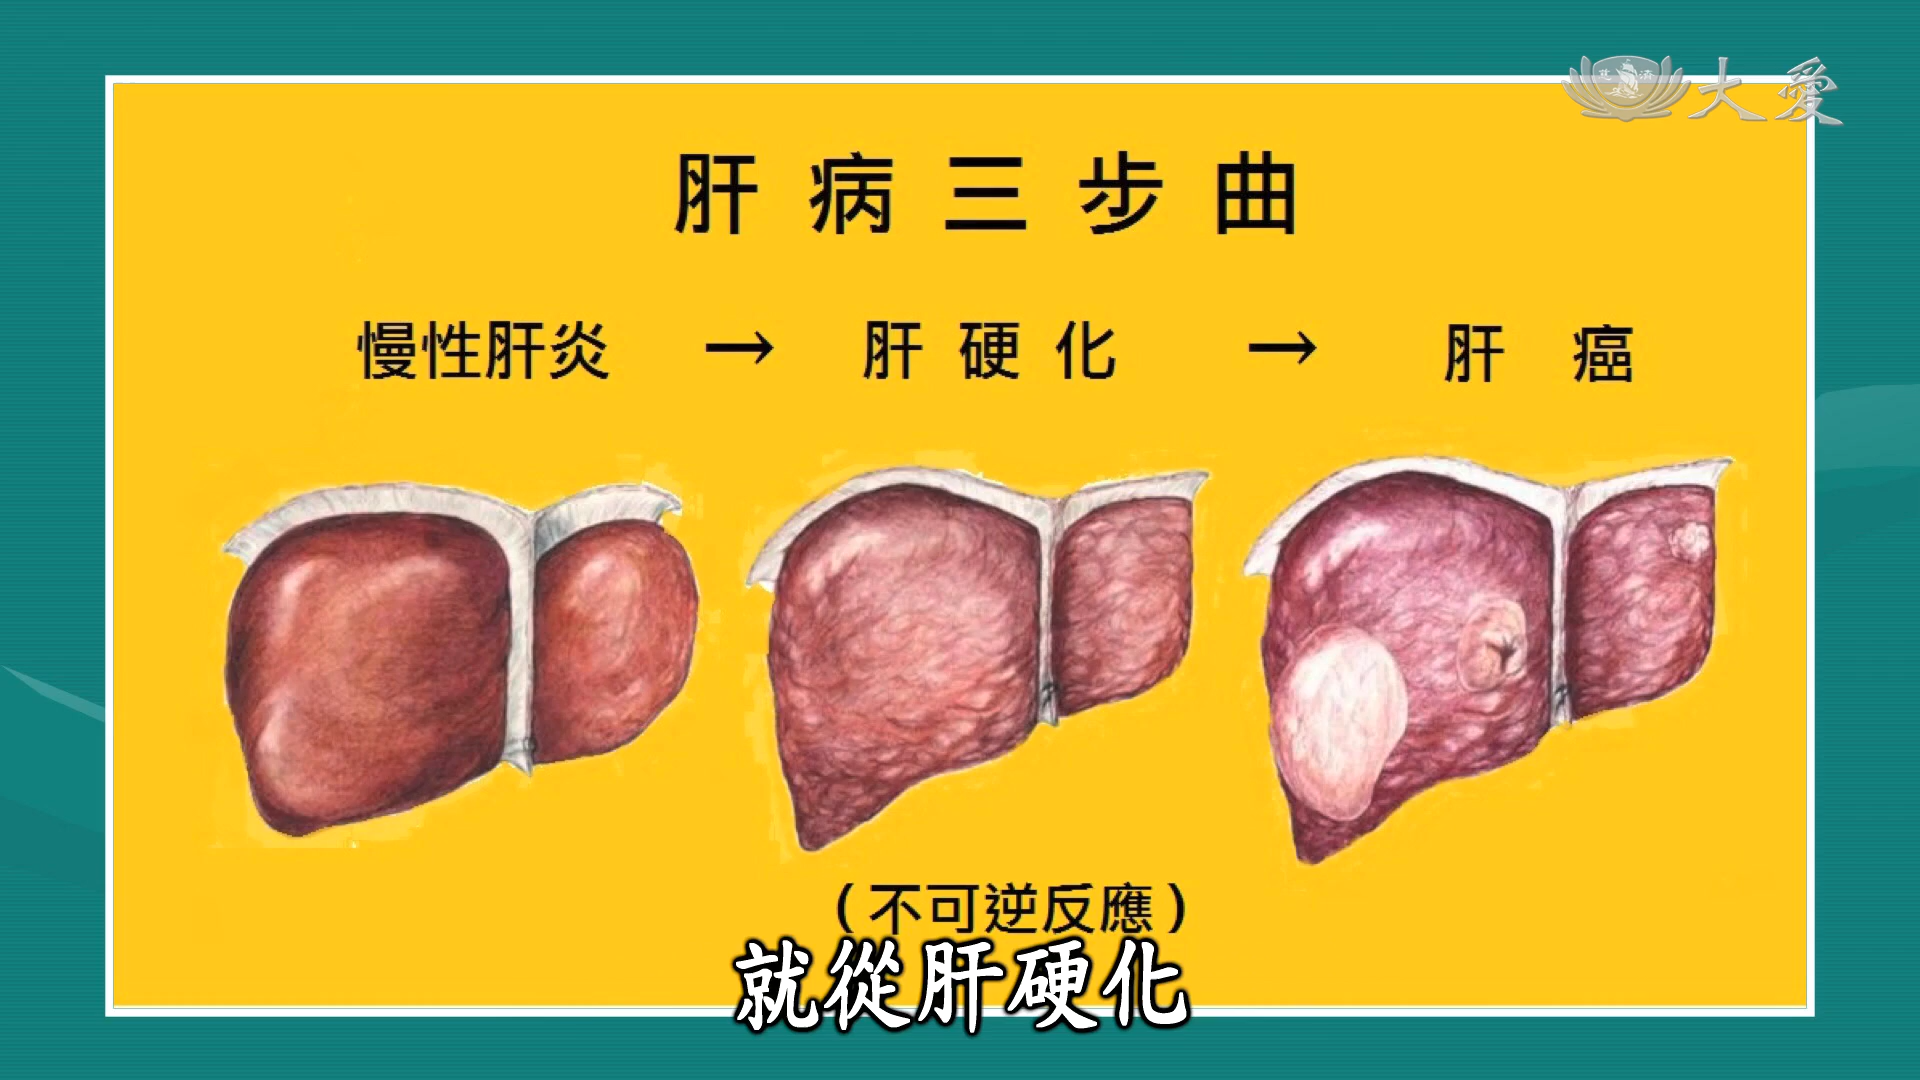 大愛
肝病三步曲
慢性肝炎 → 肝硬化 → 肝癌
(不可逆反應)
就從肝硬化